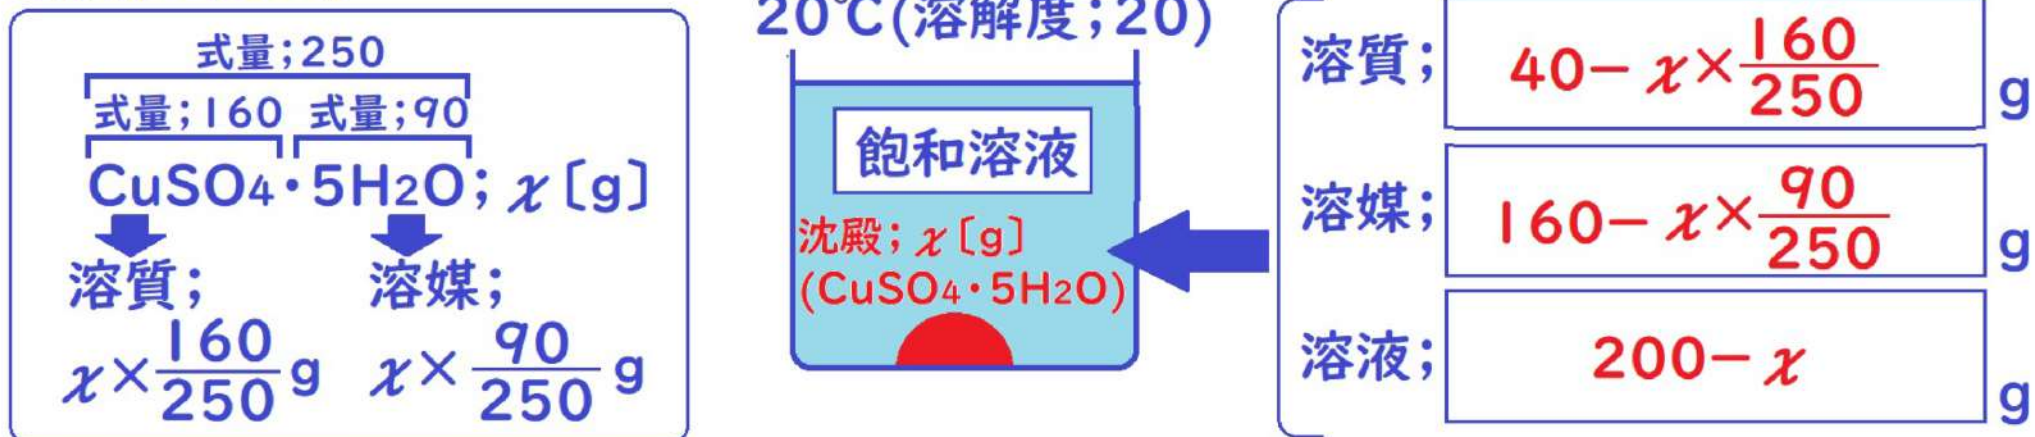 式量;250
式量;160 式量;90
CuSO4・5H2O; x〔g〕
溶質; 溶媒;
x×160/250 g x×90/250 g
20℃(溶解度;20)
飽和溶液
沈殿; x〔g〕
(CuSO4・5H2O)
溶質; 40− x×160/250 g
溶媒; 160− x×90/250 g
溶液; 200− x g